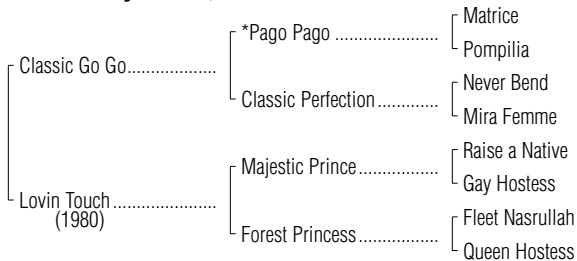 Matrice
*Pago Pago ....................
Pompilia
Classic Go Go.................
Never Bend
Classic Perfection.............
Mira Femme
Raise a Native
Majestic Prince.................
Gay Hostess
Lovin Touch....................
(1980)
Fleet Nasrullah
Forest Princess.................
Queen Hostess